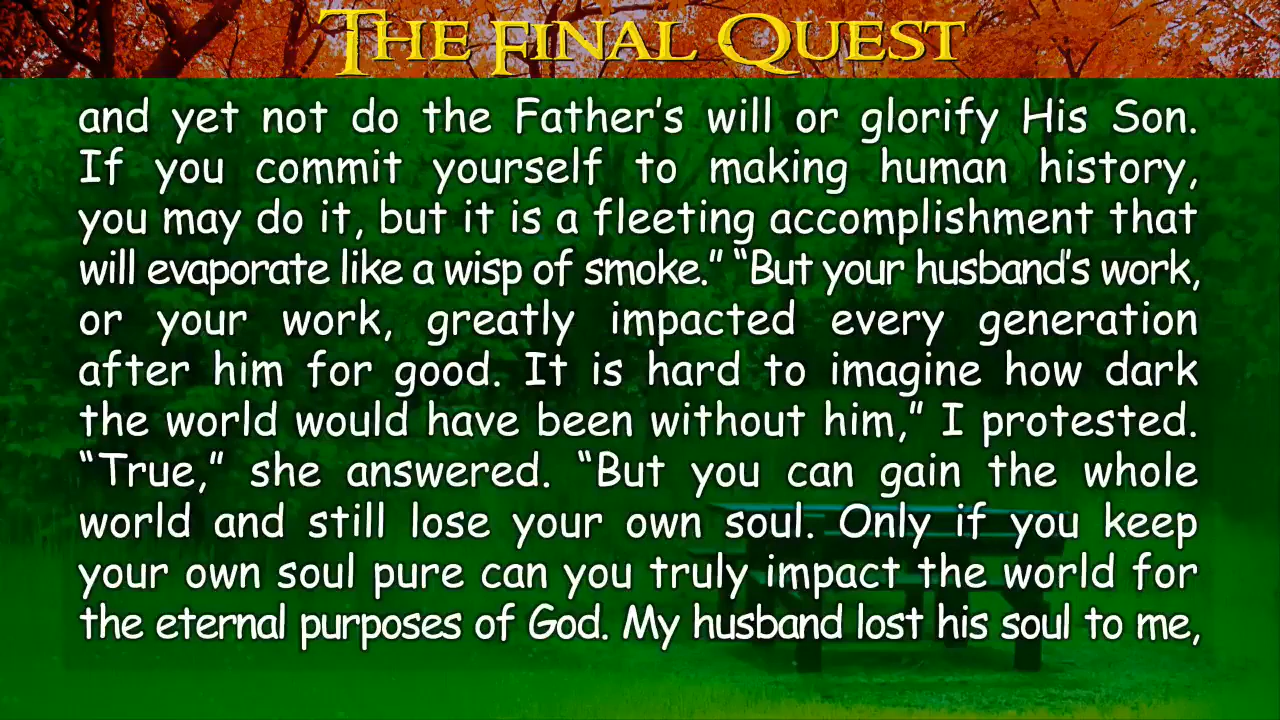 THE FINAL QUEST
and yet not do the Father's will or glorify His Son.
If you commit yourself to making human history,
you may do it, but it is a fleeting accomplishment that
will evaporate like a wisp of smoke.” “But your husband's work,
or your work, greatly impacted every generation
after him for good. It is hard to imagine how dark
the world would have been without him,” I protested.
“True,” she answered. “But you can gain the whole
world and still lose your own soul. Only if you keep
your own soul pure can you truly impact the world for
the eternal purposes of God. My husband lost his soul to me,